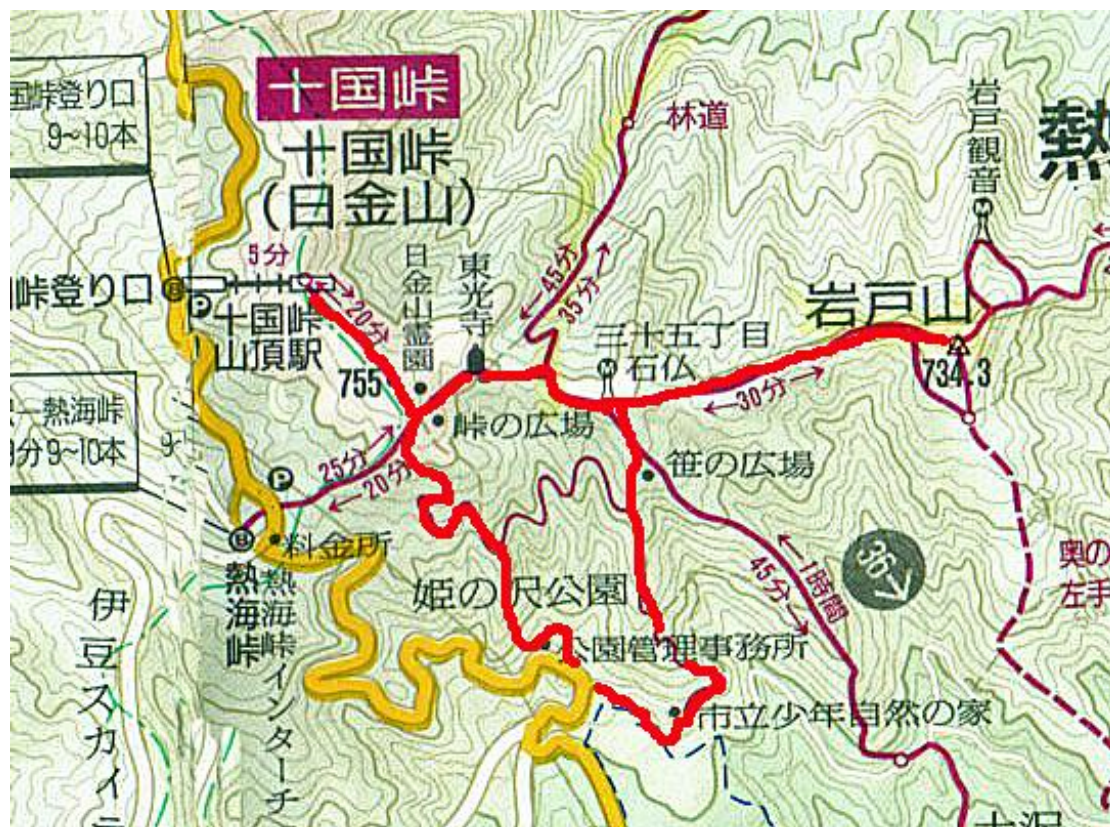 国峠登り口
9~10本
十国峠
十国峠
(日金山)
林道
岩戸観音
熱
5分
←20分→
日金山霊園
東光寺
←45分
35分→
峠登り口
P
十国峠
山頂駅
755
三十五丁目
石仏
岩戸山
734.3
←30分→
一熱海峠
分9~10本
峠の広場
25分→
←20分
笹の広場
P
料金所
熱海峠
熱海峠インターチ
伊豆スカイ
姫の沢公園
公園管理事務所
市立少年自然の家
←1時間
45分→
36
奥の
左手